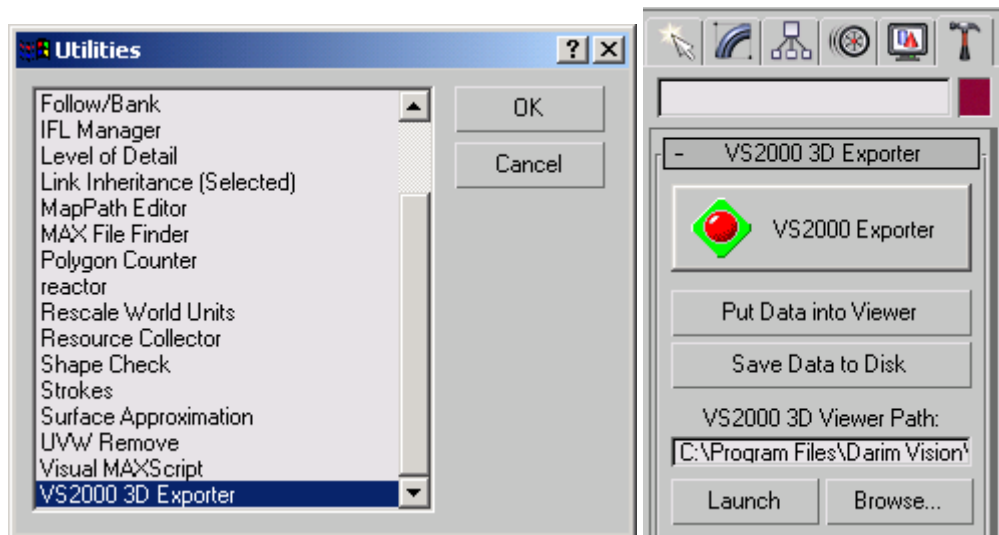 Utilities
Follow/Bank
IFL Manager
Level of Detail
Link Inheritance (Selected)
MapPath Editor
MAX File Finder
Polygon Counter
reactor
Rescale World Units
Resource Collector
Shape Check
Strokes
Surface Approximation
UVW Remove
Visual MAXScript
VS2000 3D Exporter
OK
Cancel
- VS2000 3D Exporter
VS2000 Exporter
Put Data into Viewer
Save Data to Disk
VS2000 3D Viewer Path:
C:\Program Files\Darim Vision\
Launch
Browse...